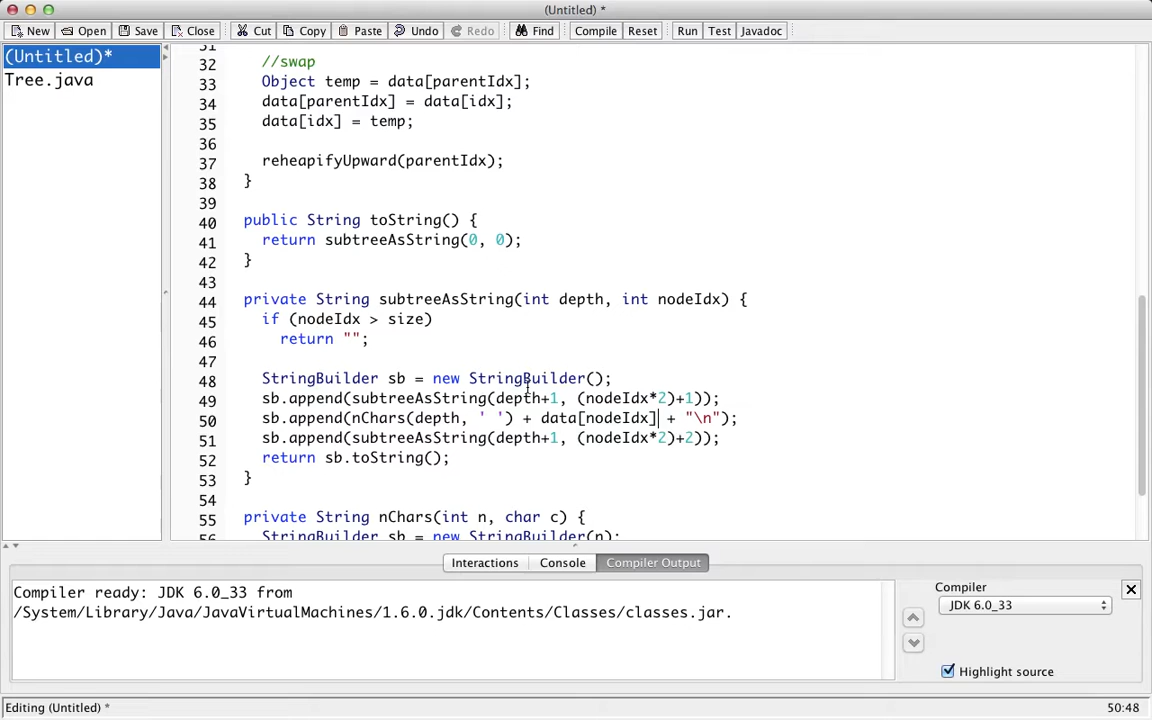 (Untitled) *
New Open Save Close Cut Copy Paste Undo Redo Find Compile Reset Run Test Javadoc
(Untitled)*
Tree.java
31
32 //swap
33 Object temp = data[parentIdx];
34 data[parentIdx] = data[idx];
35 data[idx] = temp;
36
37 reheapifyUpward(parentIdx);
38 }
39
40 public String toString() {
41 return subtreeAsString(0, 0);
42 }
43
44 private String subtreeAsString(int depth, int nodeIdx) {
45 if (nodeIdx > size)
46 return "";
47
48 StringBuilder sb = new StringBuilder();
49 sb.append(subtreeAsString(depth+1, (nodeIdx*2)+1));
50 sb.append(nChars(depth, ' ') + data[nodeIdx] + "\n");
51 sb.append(subtreeAsString(depth+1, (nodeIdx*2)+2));
52 return sb.toString();
53 }
54
55 private String nChars(int n, char c) {
56 StringBuilder sb = new StringBuilder(n);
Interactions Console Compiler Output
Compiler ready: JDK 6.0_33 from
/System/Library/Java/JavaVirtualMachines/1.6.0.jdk/Contents/Classes/classes.jar.
Compiler
JDK 6.0_33
Highlight source
Editing (Untitled) *
50:48